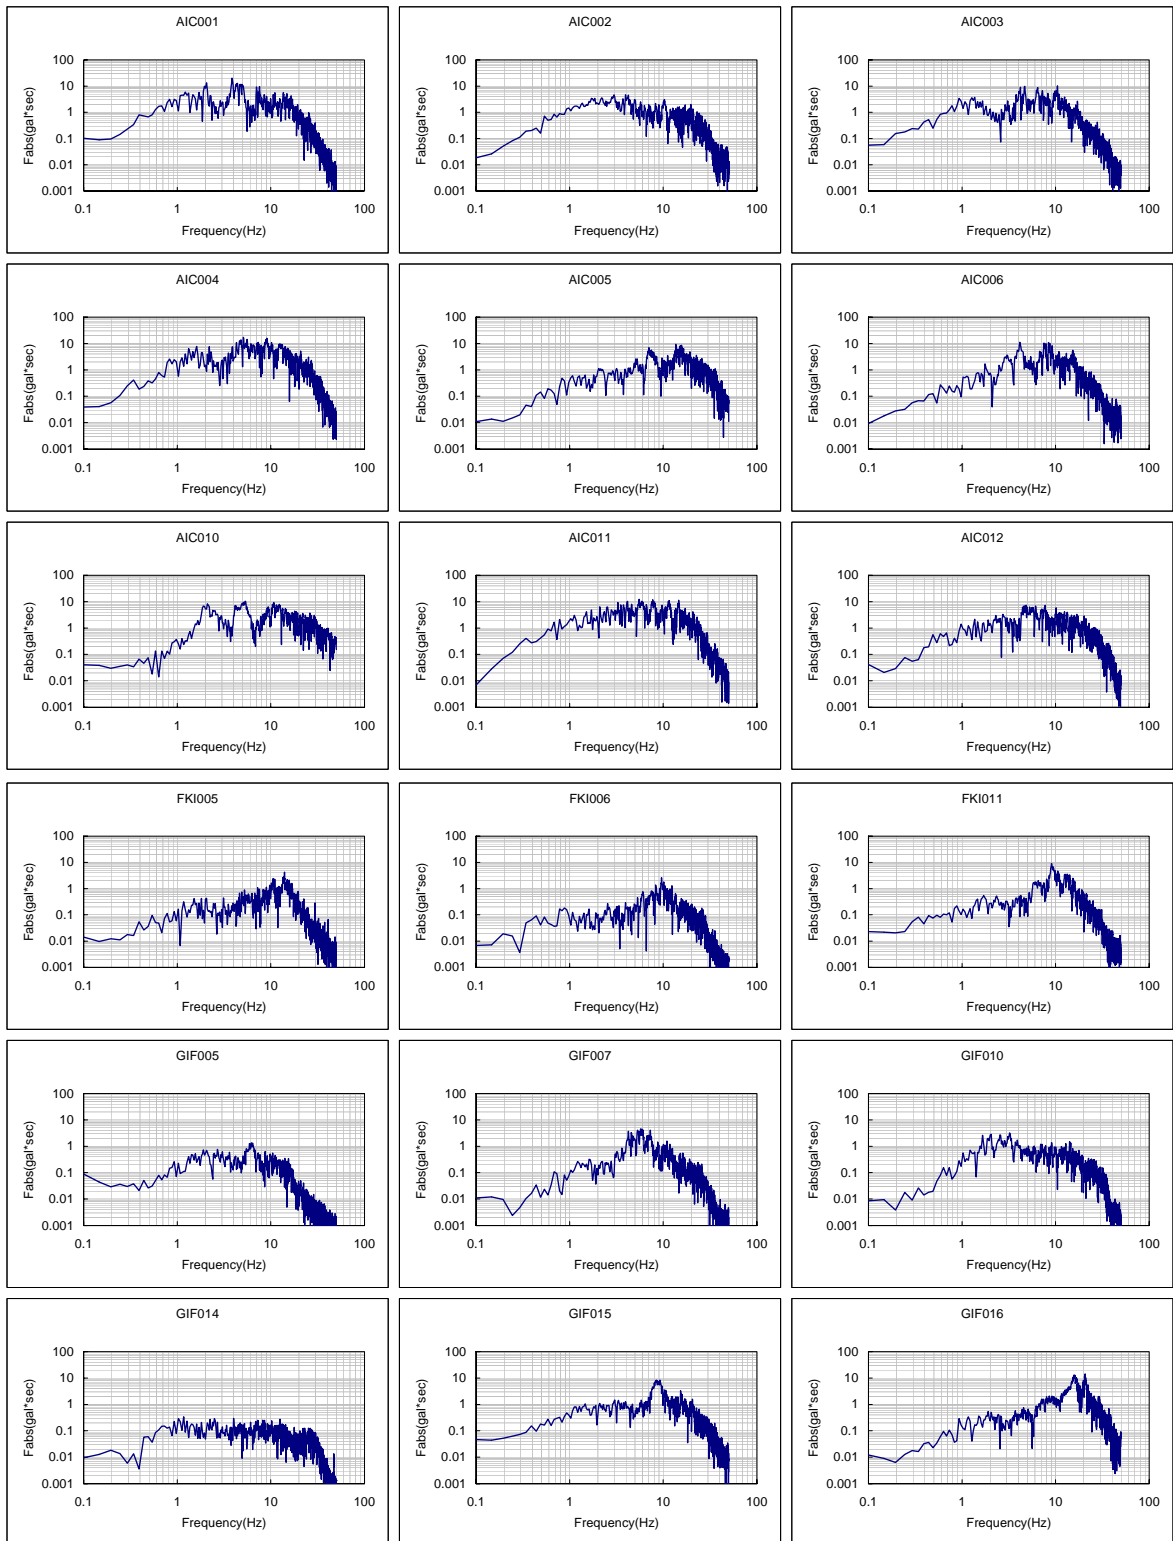 AIC001
100
10
1
0.1
0.01
0.001
Fabs(gal*sec)
0.1 1 10 100
Frequency(Hz)
AIC002
100
10
1
0.1
0.01
0.001
Fabs(gal*sec)
0.1 1 10 100
Frequency(Hz)
AIC003
100
10
1
0.1
0.01
0.001
Fabs(gal*sec)
0.1 1 10 100
Frequency(Hz)
AIC004
100
10
1
0.1
0.01
0.001
Fabs(gal*sec)
0.1 1 10 100
Frequency(Hz)
AIC005
100
10
1
0.1
0.01
0.001
Fabs(gal*sec)
0.1 1 10 100
Frequency(Hz)
AIC006
100
10
1
0.1
0.01
0.001
Fabs(gal*sec)
0.1 1 10 100
Frequency(Hz)
AIC010
100
10
1
0.1
0.01
0.001
Fabs(gal*sec)
0.1 1 10 100
Frequency(Hz)
AIC011
100
10
1
0.1
0.01
0.001
Fabs(gal*sec)
0.1 1 10 100
Frequency(Hz)
AIC012
100
10
1
0.1
0.01
0.001
Fabs(gal*sec)
0.1 1 10 100
Frequency(Hz)
FKI005
100
10
1
0.1
0.01
0.001
Fabs(gal*sec)
0.1 1 10 100
Frequency(Hz)
FKI006
100
10
1
0.1
0.01
0.001
Fabs(gal*sec)
0.1 1 10 100
Frequency(Hz)
FKI011
100
10
1
0.1
0.01
0.001
Fabs(gal*sec)
0.1 1 10 100
Frequency(Hz)
GIF005
100
10
1
0.1
0.01
0.001
Fabs(gal*sec)
0.1 1 10 100
Frequency(Hz)
GIF007
100
10
1
0.1
0.01
0.001
Fabs(gal*sec)
0.1 1 10 100
Frequency(Hz)
GIF010
100
10
1
0.1
0.01
0.001
Fabs(gal*sec)
0.1 1 10 100
Frequency(Hz)
GIF014
100
10
1
0.1
0.01
0.001
Fabs(gal*sec)
0.1 1 10 100
Frequency(Hz)
GIF015
100
10
1
0.1
0.01
0.001
Fabs(gal*sec)
0.1 1 10 100
Frequency(Hz)
GIF016
100
10
1
0.1
0.01
0.001
Fabs(gal*sec)
0.1 1 10 100
Frequency(Hz)